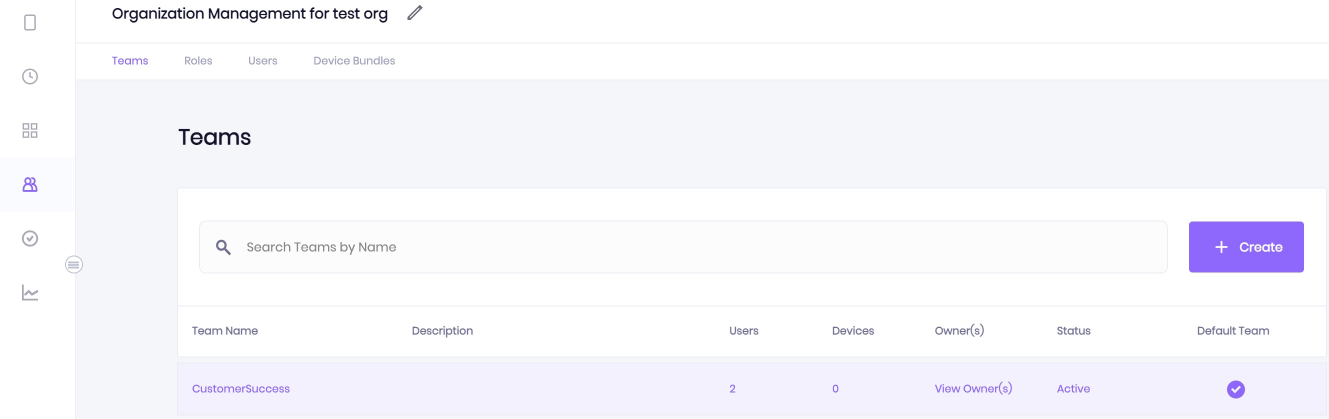 Organization Management for test org
Teams Roles Users Device Bundles
Teams
Search Teams by Name
Create
Team Name Description Users Devices Owner(s) Status Default Team
CustomerSuccess 2 0 View Owner(s) Active